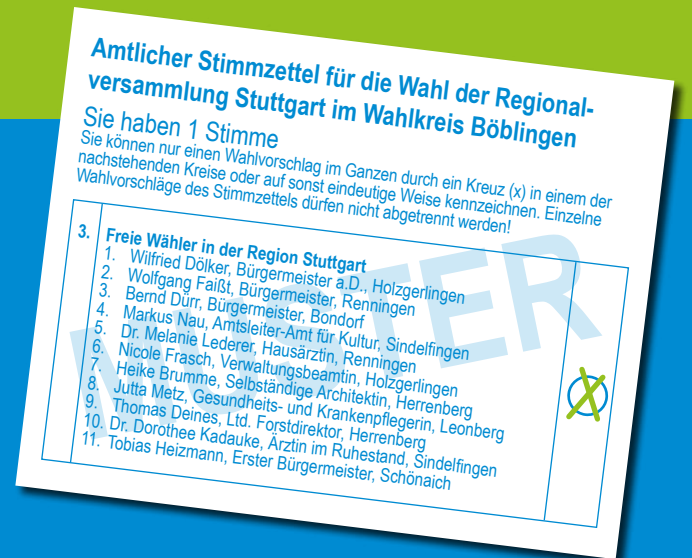 Amtlicher Stimmzettel für die Wahl der Regional-
versammlung Stuttgart im Wahlkreis Böblingen
Sie haben 1 Stimme
Sie können nur einen Wahlvorschlag im Ganzen durch ein Kreuz (x) in einem der
nachstehenden Kreise oder auf sonst eindeutige Weise kennzeichnen. Einzelne
Wahlvorschläge des Stimmzettels dürfen nicht abgetrennt werden!
3. Freie Wähler in der Region Stuttgart
1. Wilfried Dölker, Bürgermeister a.D., Holzgerlingen
2. Wolfgang Faißt, Bürgermeister, Renningen
3. Bernd Dürr, Bürgermeister, Bondorf
4. Markus Nau, Amtsleiter-Amt für Kultur, Sindelfingen
5. Dr. Melanie Lederer, Hausärztin, Renningen
6. Nicole Frasch, Verwaltungsbeamtin, Holzgerlingen
7. Heike Brumme, Selbständige Architektin, Herrenberg
8. Jutta Metz, Gesundheits- und Krankenpflegerin, Leonberg
9. Thomas Deines, Ltd. Forstdirektor, Herrenberg
10. Dr. Dorothee Kadauke, Ärztin im Ruhestand, Sindelfingen
11. Tobias Heizmann, Erster Bürgermeister, Schönaich
MUSTER